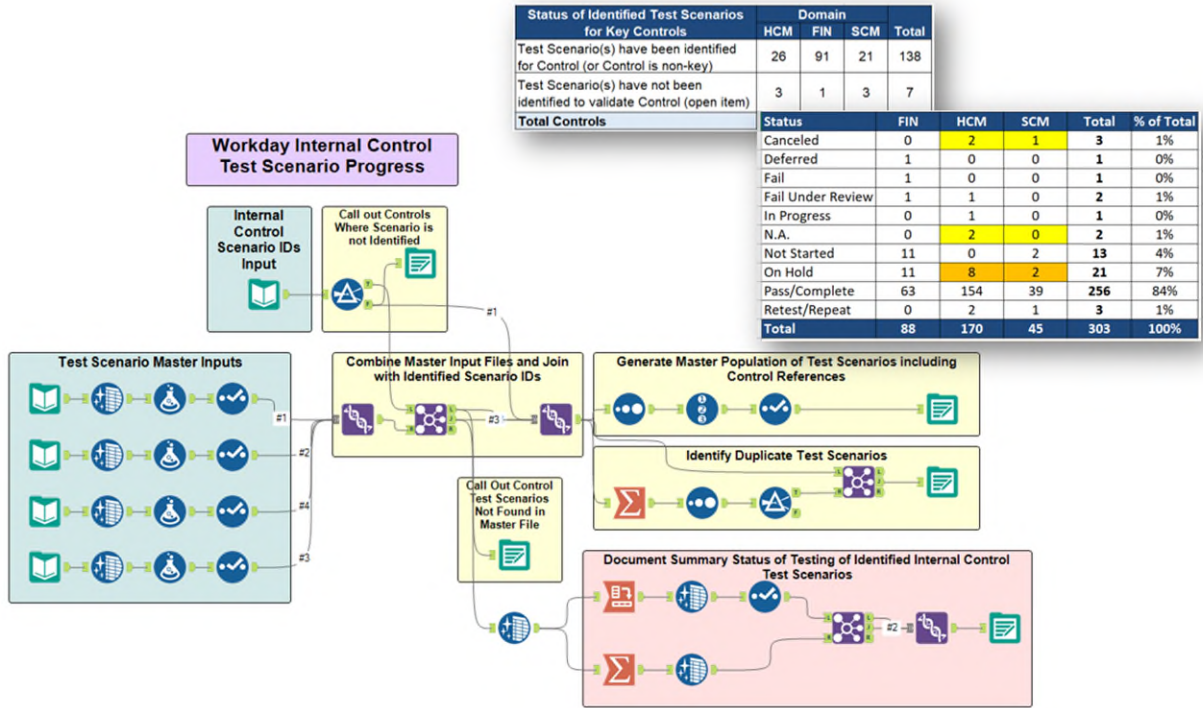 Status of Identified Test Scenarios for Key Controls Domain
HCM FIN SCM Total
Test Scenario(s) have been identified
for Control (or Control is non-key) 26 91 21 138
Test Scenario(s) have not been
identified to validate Control (open item) 3 1 3 7
Total Controls
Status FIN HCM SCM Total % of Total
Canceled 0 2 1 3 1%
Deferred 1 0 0 1 0%
Fail 1 0 0 1 0%
Fail Under Review 1 1 0 2 1%
In Progress 0 1 0 1 0%
N.A. 0 2 0 2 1%
Not Started 11 0 2 13 4%
On Hold 11 8 2 21 7%
Pass/Complete 63 154 39 256 84%
Retest/Repeat 0 2 1 3 1%
Total 88 170 45 303 100%
Workday Internal Control
Test Scenario Progress
Internal
Control
Scenario IDs
Input
Call out Controls
Where Scenario is
not Identified
T
F
#1
Test Scenario Master Inputs
#1
#2
#4
#3
Combine Master Input Files and Join
with Identified Scenario IDs
L
J
R
#3
Generate Master Population of Test Scenarios including
Control References
1
2
3
Identify Duplicate Test Scenarios
T
F
L
J
R
Call Out Control
Test Scenarios
Not Found in
Master File
Document Summary Status of Testing of Identified Internal Control
Test Scenarios
L
J
R
#2